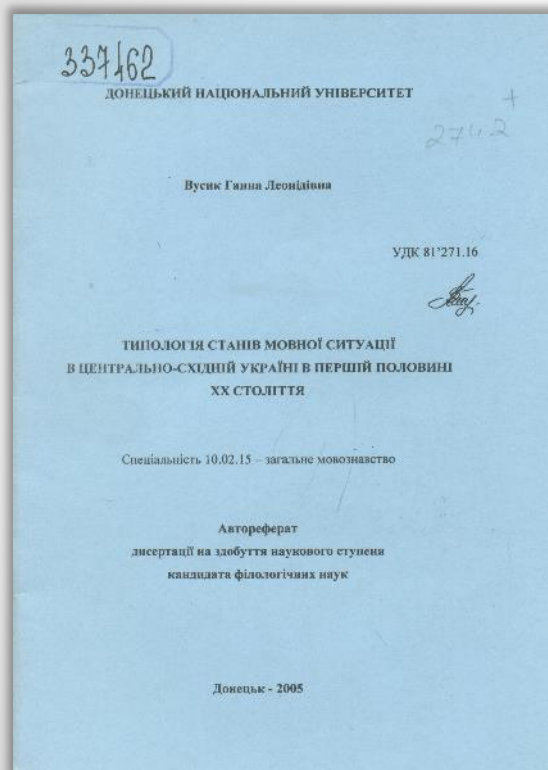 337462
ДОНЕЦЬКИЙ НАЦІОНАЛЬНИЙ УНІВЕРСИТЕТ
+
2742
Вусик Ганна Леонідівна
УДК 81’271.16
ТИПОЛОГІЯ СТАНІВ МОВНОЇ СИТУАЦІЇ
В ЦЕНТРАЛЬНО-СХІДНІЙ УКРАЇНІ В ПЕРШІЙ ПОЛОВИНІ
ХХ СТОЛІТТЯ
Спеціальність 10.02.15 – загальне мовознавство
Автореферат
дисертації на здобуття наукового ступеня
кандидата філологічних наук
Донецьк - 2005